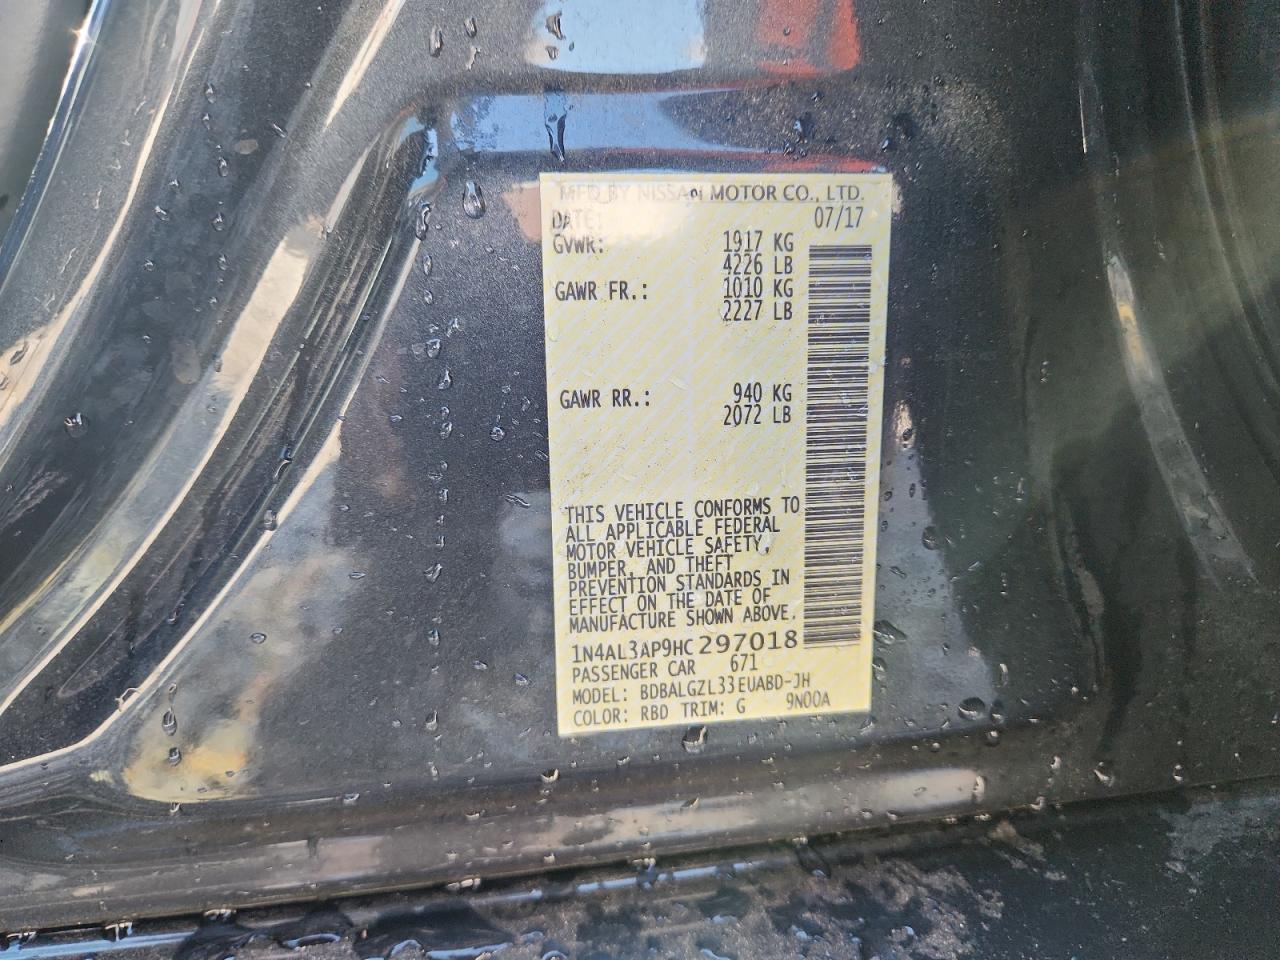 MFD BY NISSAN MOTOR CO., LTD.
DATE: 07/17
GVWR: 1917 KG
4226 LB
GAWR FR.: 1010 KG
2227 LB
GAWR RR.: 940 KG
2072 LB
THIS VEHICLE CONFORMS TO
ALL APPLICABLE FEDERAL
MOTOR VEHICLE SAFETY,
BUMPER, AND THEFT
PREVENTION STANDARDS IN
EFFECT ON THE DATE OF
MANUFACTURE SHOWN ABOVE.
1N4AL3AP9HC297018
PASSENGER CAR 671
MODEL: BDBALGZL33EUABD-JH
COLOR: RBD TRIM: G 9N00A